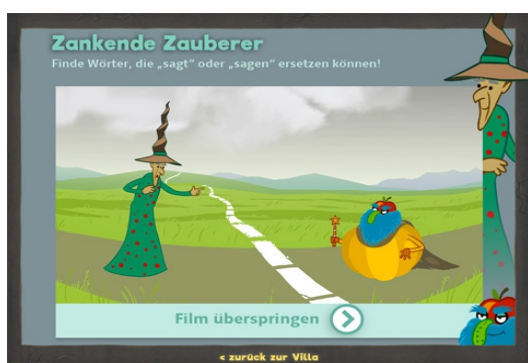 Zankende Zauberer
Finde Wörter, die „sagt“ oder „sagen“ ersetzen können!
Film überspringen
< zurück zur Villa